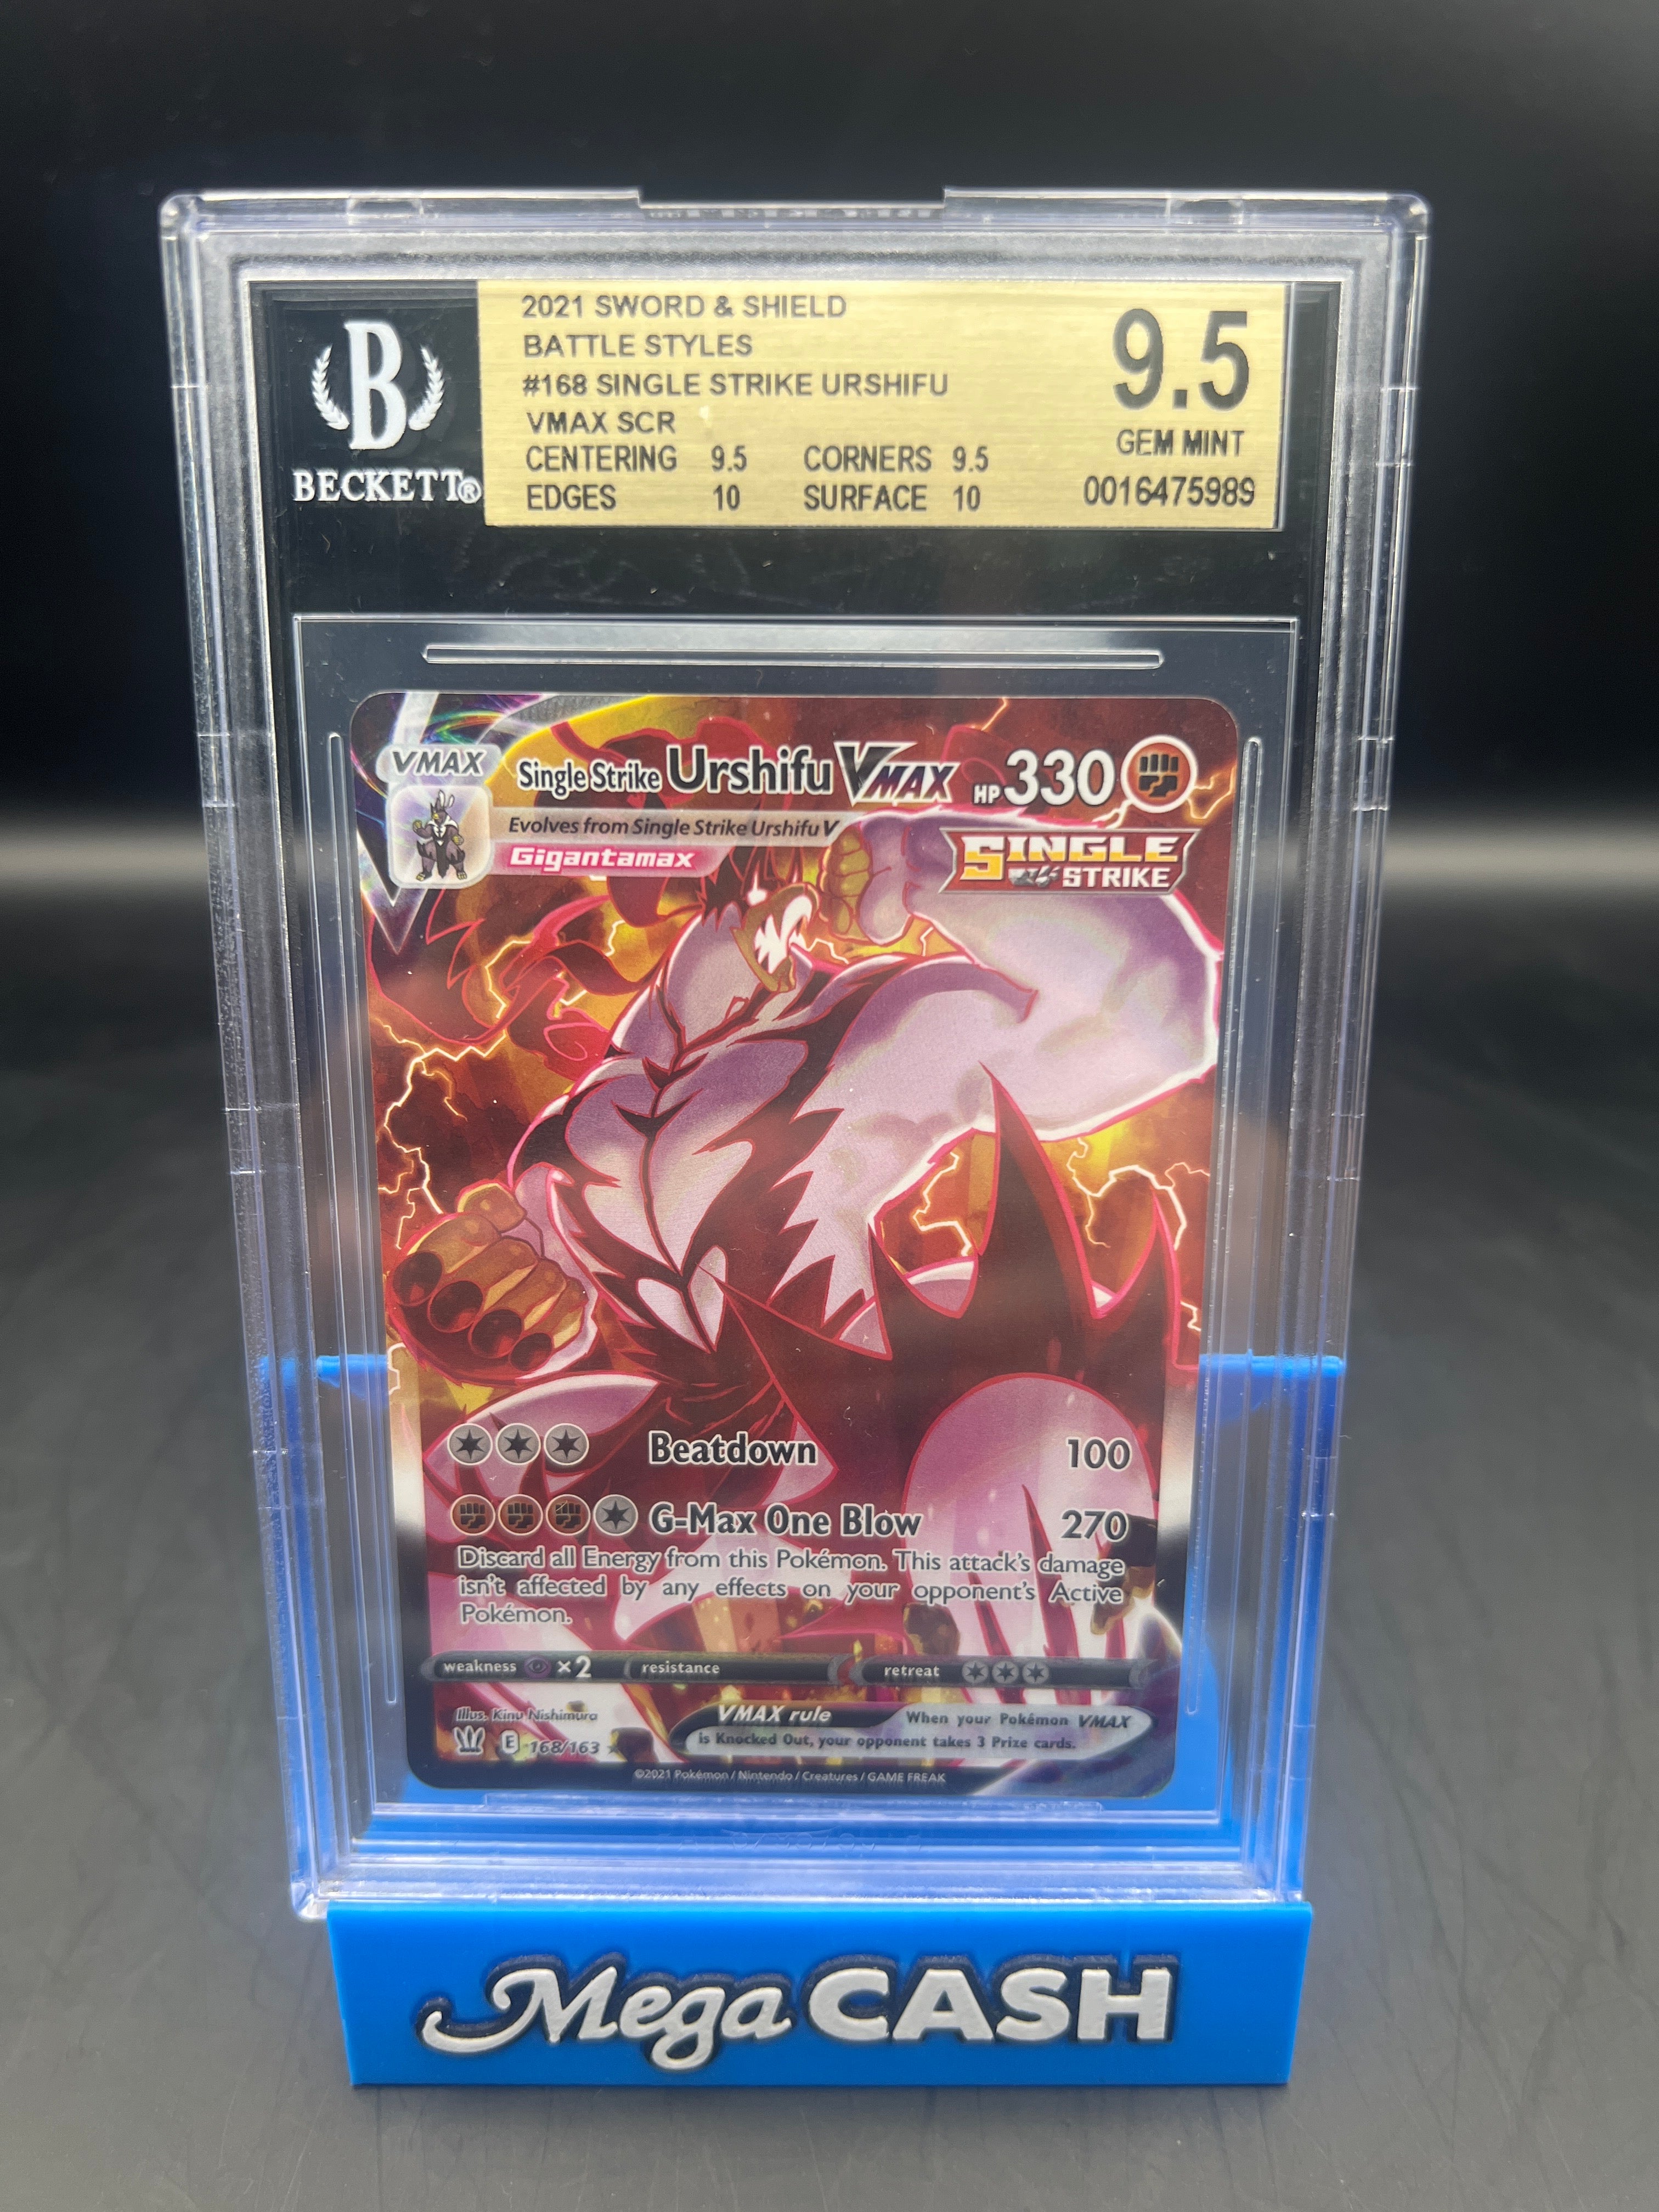 2021 SWORD & SHIELD
BATTLE STYLES
#168 SINGLE STRIKE URSHIFU
VMAX SCR
CENTERING 9.5 CORNERS 9.5
EDGES 10 SURFACE 10
9.5
GEM MINT
0016475989
B
BECKETT®
VMAX
Single Strike Urshifu VMAX HP 330
Evolves from Single Strike Urshifu V
Gigantamax
SINGLE
STRIKE
Beatdown 100
G-Max One Blow 270
Discard all Energy from this Pokémon. This attack's damage
isn't affected by any effects on your opponent's Active
Pokémon.
weakness ×2 resistance retreat
Illus. Kinu Nishimura
E 168/163
VMAX rule When your Pokémon VMAX
is Knocked Out, your opponent takes 3 Prize cards.
©2021 Pokémon / Nintendo / Creatures / GAME FREAK
Mega CASH